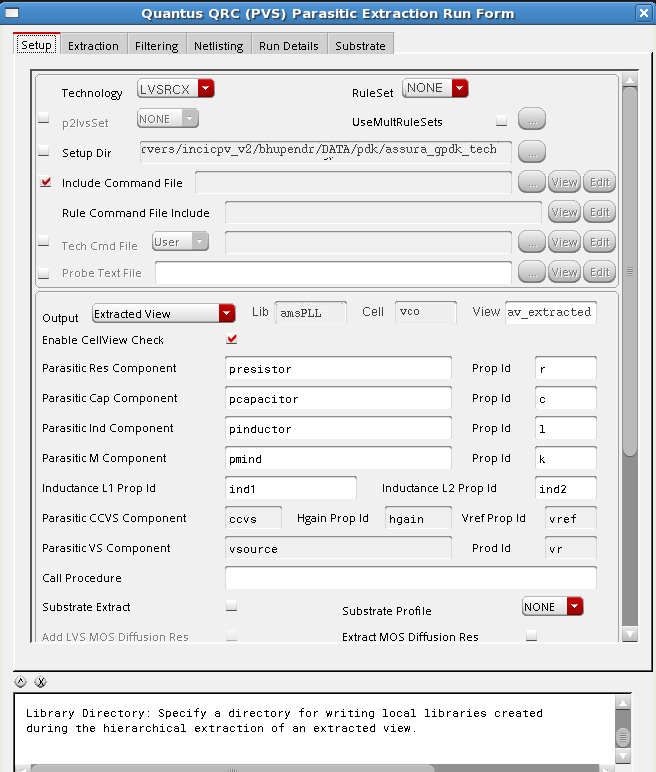 Quantus QRC (PVS) Parasitic Extraction Run Form
Setup Extraction Filtering Netlisting Run Details Substrate
Technology LVSRCX RuleSet NONE
p2lvsSet NONE UseMultRuleSets ...
Setup Dir rvers/incicpv_v2/bhupendr/DATA/pdk/assura_gpdk_tech ...
Include Command File ... View Edit
Rule Command File Include View Edit
Tech Cmd File User ... View Edit
Probe Text File ... View Edit
Output Extracted View Lib amsPLL Cell vco View av_extracted
Enable CellView Check
Parasitic Res Component presistor Prop Id r
Parasitic Cap Component pcapacitor Prop Id c
Parasitic Ind Component pinductor Prop Id l
Parasitic M Component pmind Prop Id k
Inductance L1 Prop Id ind1 Inductance L2 Prop Id ind2
Parasitic CCVS Component ccvs Hgain Prop Id hgain Vref Prop Id vref
Parasitic VS Component vsource Prod Id vr
Call Procedure
Substrate Extract Substrate Profile NONE
Add LVS MOS Diffusion Res Extract MOS Diffusion Res
Library Directory: Specify a directory for writing local libraries created
during the hierarchical extraction of an extracted view.